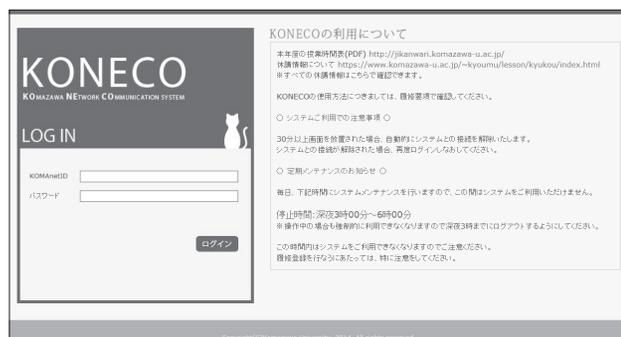 KONECO
KOMAZAWA NETWORK COMMUNICATION SYSTEM
LOG IN
KOMAnetID
パスワード
ログイン
KONECOの利用について
本年度の授業時間表(PDF) http://jikanwari.komazawa-u.ac.jp/
休講情報について https://www.komazawa-u.ac.jp/~kyoumu/lesson/kyukou/index.html
※すべての休講情報はこちらで確認できます。
KONECOの使用方法につきましては、履修要項で確認してください。
○ システムご利用での注意事項 ○
30分以上画面を放置された場合、自動的にシステムとの接続を解除いたします。
システムとの接続が解除された場合、再度ログインしなおしてください。
○ 定期メンテナンスのお知らせ ○
毎日、下記時間にシステムメンテナンスを行いますので、この間はシステムをご利用いただけません。
停止時間:深夜3時00分～6時00分
※操作中の場合も強制的に利用できなくなりますので深夜3時までにログアウトするようにしてください。
この時間内はシステムをご利用できなくなりますのでご注意ください。
履修登録を行なうにあたっては、特に注意をしてください。